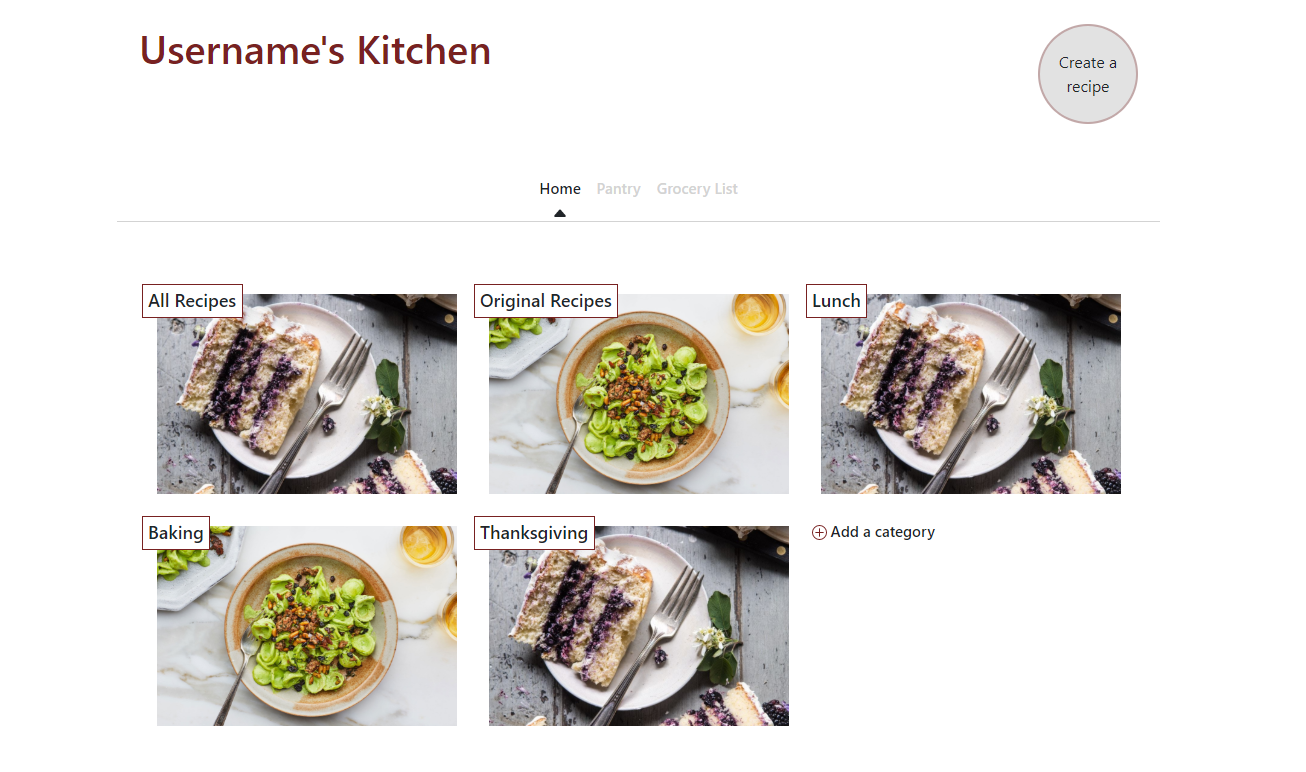 Username's Kitchen
Create a
recipe
Home Pantry Grocery List
All Recipes
Original Recipes
Lunch
Baking
Thanksgiving
Add a category